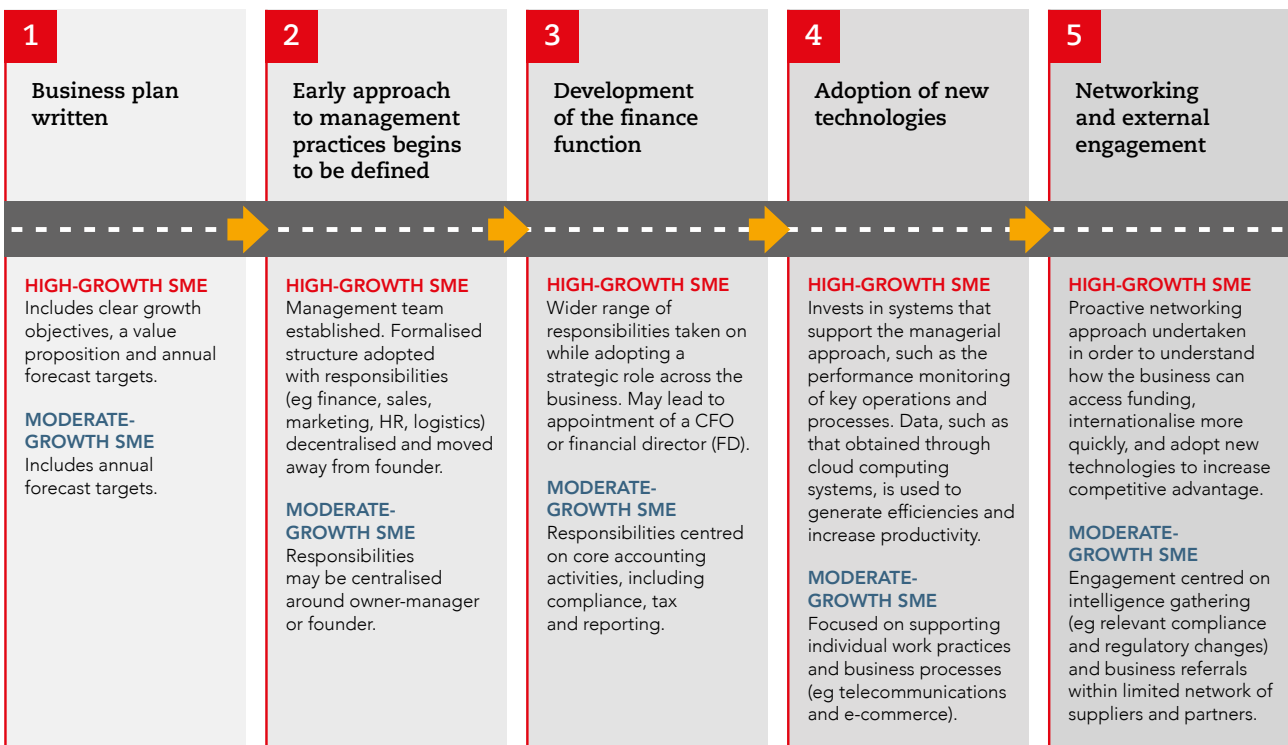 1
Business plan
written
HIGH-GROWTH SME
Includes clear growth
objectives, a value
proposition and annual
forecast targets.
MODERATE-
GROWTH SME
Includes annual
forecast targets.
2
Early approach
to management
practices begins
to be defined
HIGH-GROWTH SME
Management team
established. Formalised
structure adopted
with responsibilities
(eg finance, sales,
marketing, HR, logistics)
decentralised and moved
away from founder.
MODERATE-
GROWTH SME
Responsibilities
may be centralised
around owner-manager
or founder.
3
Development
of the finance
function
HIGH-GROWTH SME
Wider range of
responsibilities taken on
while adopting a
strategic role across the
business. May lead to
appointment of a CFO
or financial director (FD).
MODERATE-
GROWTH SME
Responsibilities centred
on core accounting
activities, including
compliance, tax
and reporting.
4
Adoption of new
technologies
HIGH-GROWTH SME
Invests in systems that
support the managerial
approach, such as the
performance monitoring
of key operations and
processes. Data, such as
that obtained through
cloud computing
systems, is used to
generate efficiencies and
increase productivity.
MODERATE-
GROWTH SME
Focused on supporting
individual work practices
and business processes
(eg telecommunications
and e-commerce).
5
Networking
and external
engagement
HIGH-GROWTH SME
Proactive networking
approach undertaken
in order to understand
how the business can
access funding,
internationalise more
quickly, and adopt new
technologies to increase
competitive advantage.
MODERATE-
GROWTH SME
Engagement centred on
intelligence gathering
(eg relevant compliance
and regulatory changes)
and business referrals
within limited network of
suppliers and partners.